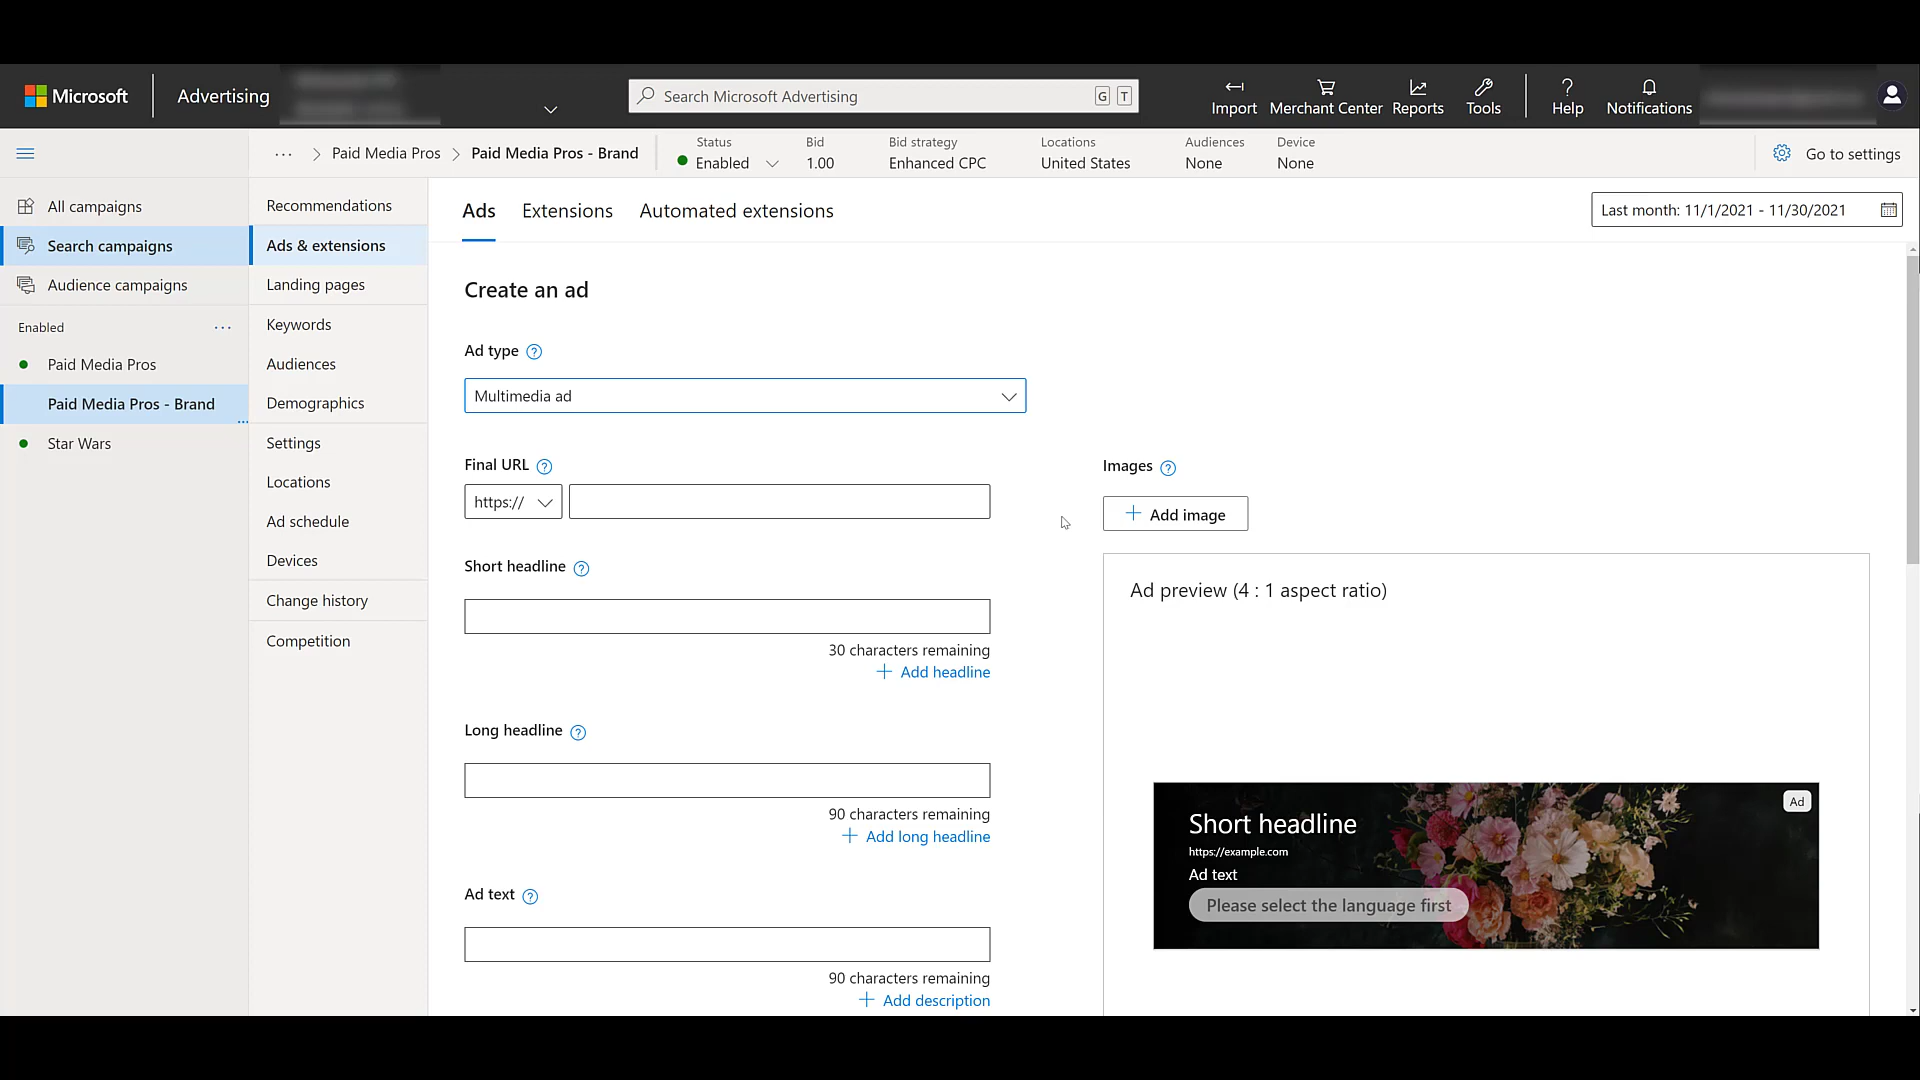 Microsoft
Advertising
Search Microsoft Advertising
G T
Import
Merchant Center
Reports
Tools
?
Help
Notifications
... > Paid Media Pros > Paid Media Pros - Brand
Status
Enabled
Bid
1.00
Bid strategy
Enhanced CPC
Locations
United States
Audiences
None
Device
None
Go to settings
All campaigns
Search campaigns
Audience campaigns
Enabled
...
Paid Media Pros
Paid Media Pros - Brand
...
Star Wars
Recommendations
Ads & extensions
Landing pages
Keywords
Audiences
Demographics
Settings
Locations
Ad schedule
Devices
Change history
Competition
Ads
Extensions
Automated extensions
Last month: 11/1/2021 - 11/30/2021
Create an ad
Ad type ?
Multimedia ad
Final URL ?
https://
Short headline ?
30 characters remaining
+ Add headline
Long headline ?
90 characters remaining
+ Add long headline
Ad text ?
90 characters remaining
+ Add description
Images ?
+ Add image
Ad preview (4 : 1 aspect ratio)
Ad
Short headline
https://example.com
Ad text
Please select the language first